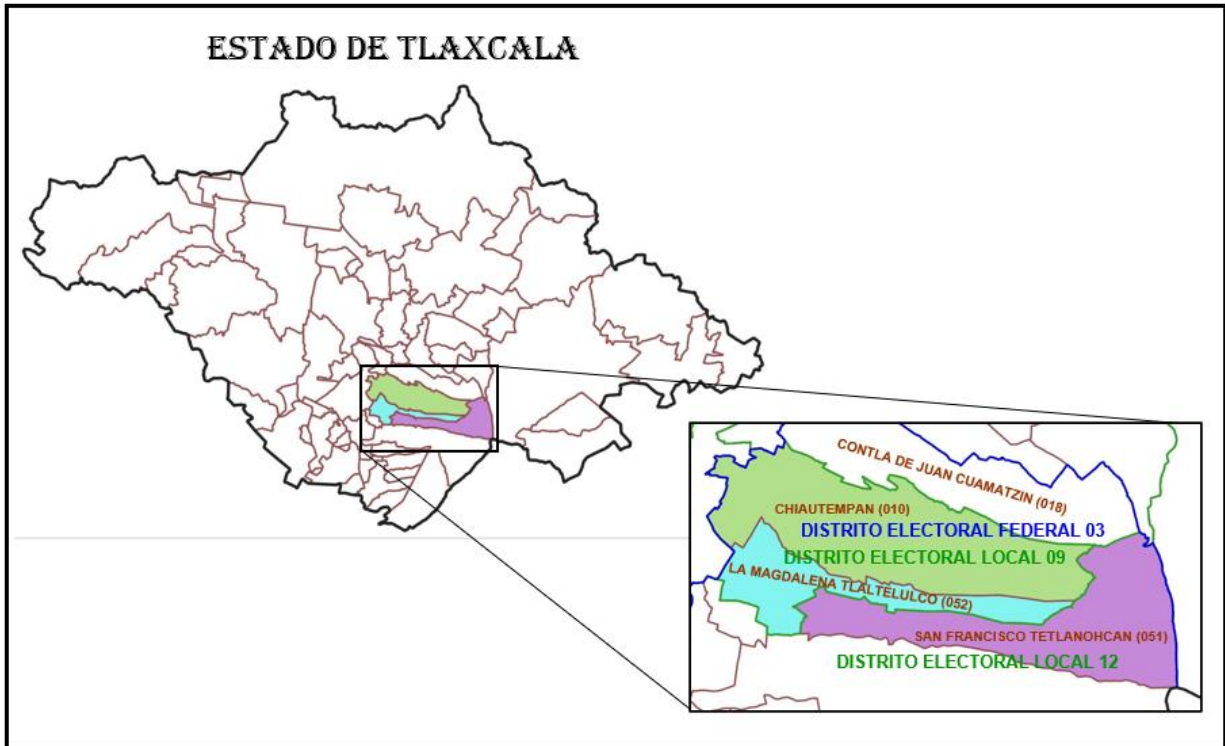 ESTADO DE TLAXCALA
CONTLA DE JUAN CUAMATZIN (018)
CHIAUTEMPAN (010)
DISTRITO ELECTORAL FEDERAL 03
DISTRITO ELECTORAL LOCAL 09
LA MAGDALENA TLALTELULCO (052)
SAN FRANCISCO TETLANOHCAN (051)
DISTRITO ELECTORAL LOCAL 12